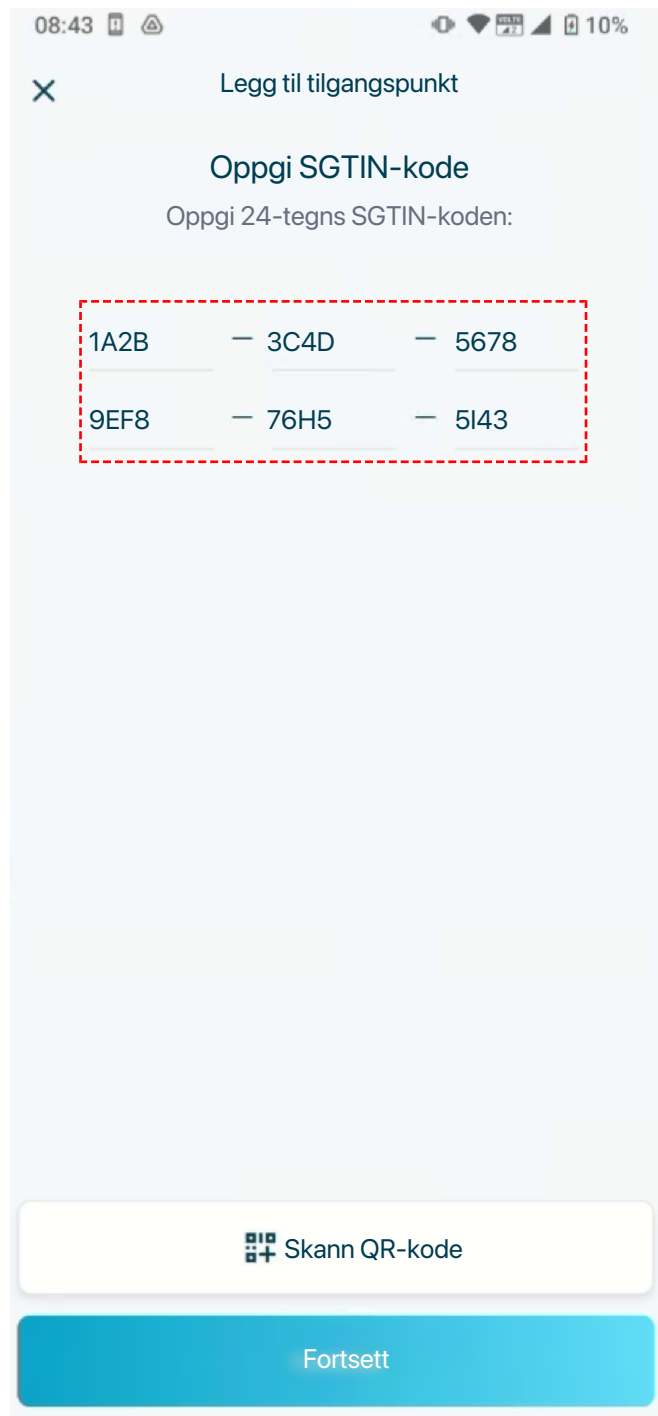 08:43 10%
Legg til tilgangspunkt
Oppgi SGTIN-kode
Oppgi 24-tegns SGTIN-koden:
1A2B – 3C4D – 5678
9EF8 – 76H5 – 5I43
Skann QR-kode
Fortsett